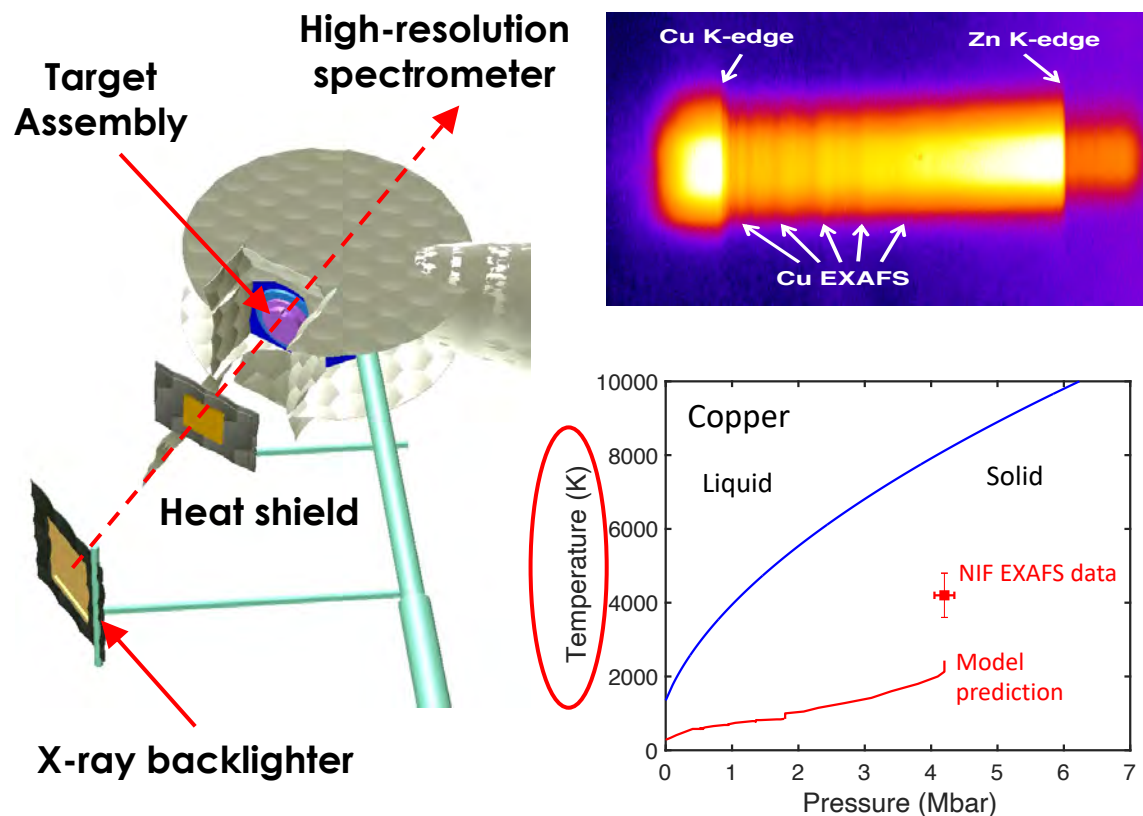 High-resolution
spectrometer
Target
Assembly
Heat shield
X-ray backlighter
Cu K-edge
Zn K-edge
Cu EXAFS
10000
8000
6000
4000
2000
0
Temperature (K)
Copper
Liquid
Solid
NIF EXAFS data
Model
prediction
0 1 2 3 4 5 6 7
Pressure (Mbar)